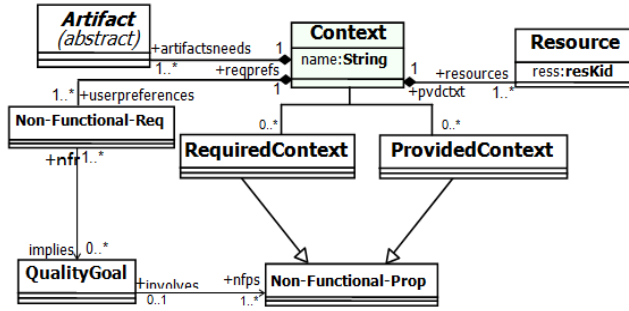 Artifact
(abstract)
Context
name:String
Resource
ress:resKid
+artifactsneeds
1
1..*
+reqprefs
1
1
+resources
+pvdctxt
1..*
1..*
+userpreferences
Non-Functional-Req
+nfr
1..*
0..*
0..*
RequiredContext
ProvidedContext
implies
0..*
QualityGoal
+involves
0..1
+nfps
1..*
Non-Functional-Prop